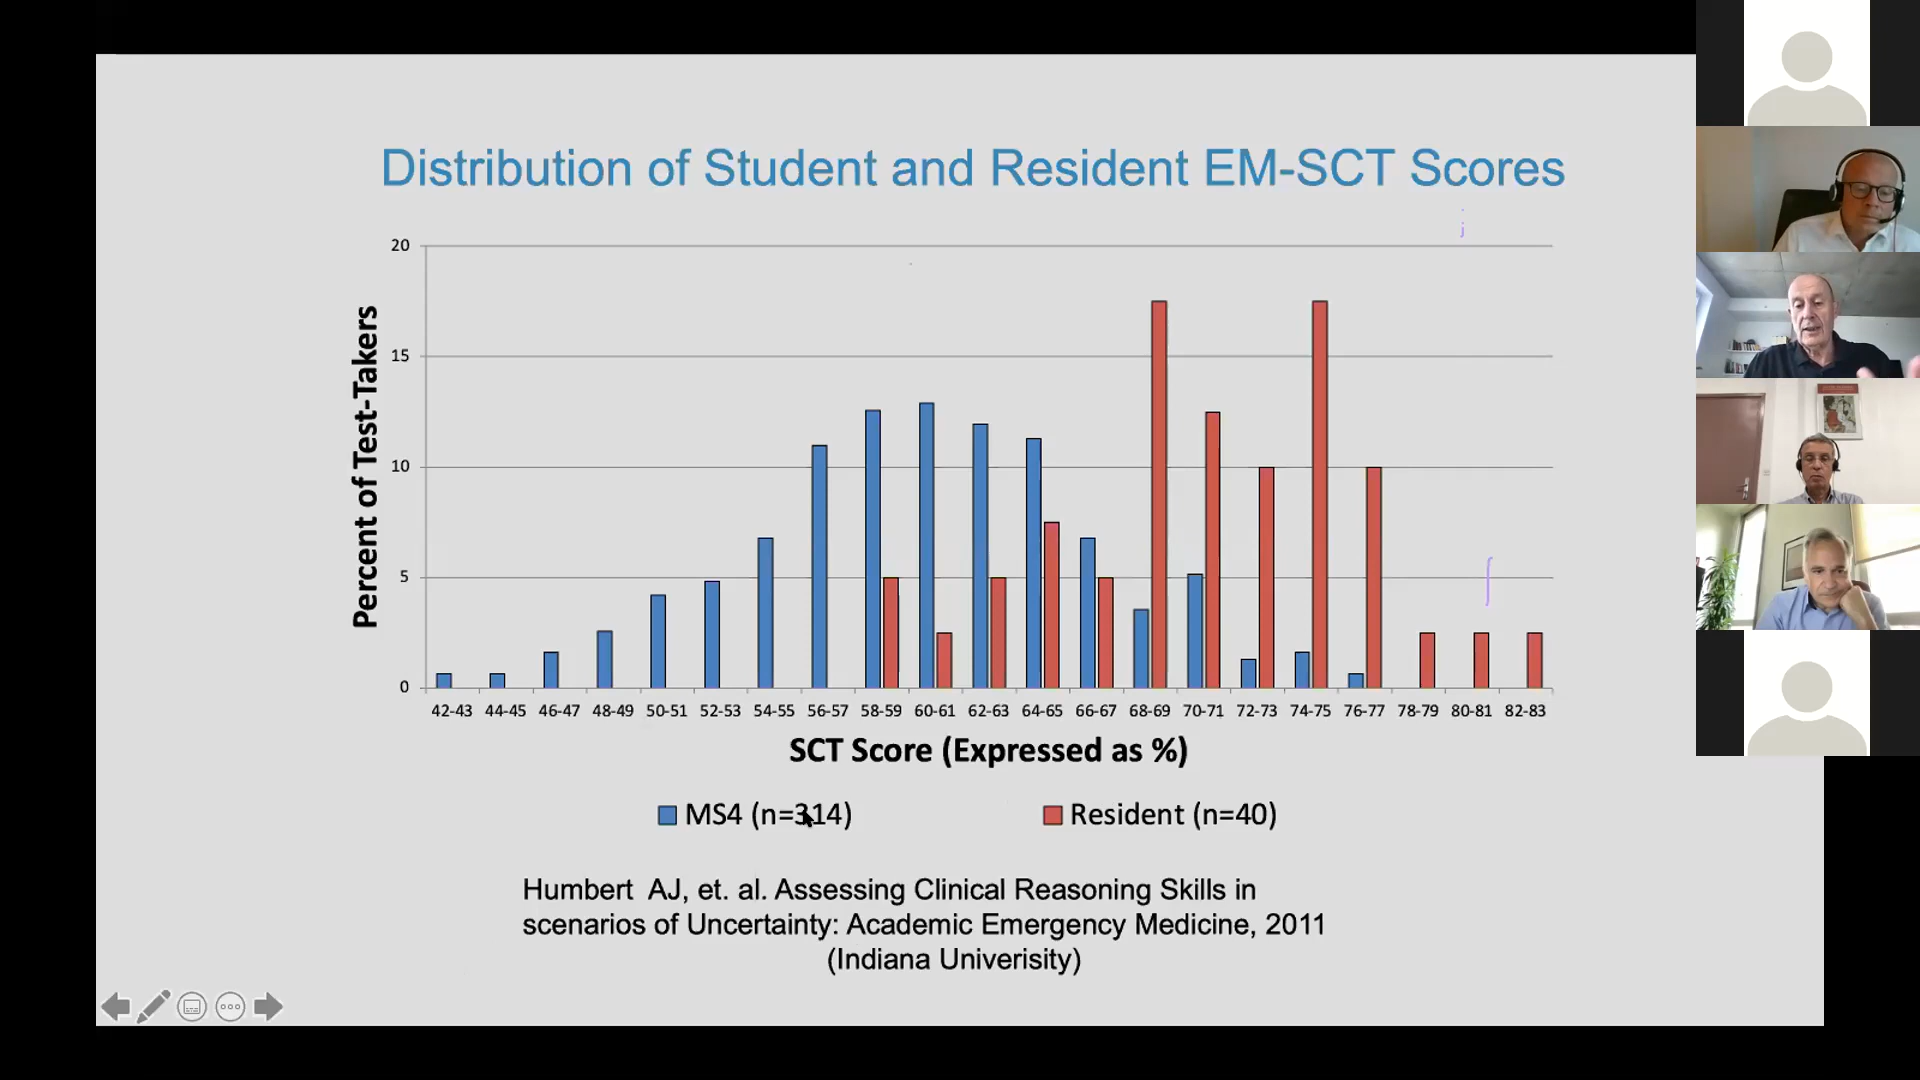 Distribution of Student and Resident EM-SCT Scores
20
15
10
5
0
Percent of Test-Takers
42-43 44-45 46-47 48-49 50-51 52-53 54-55 56-57 58-59 60-61 62-63 64-65 66-67 68-69 70-71 72-73 74-75 76-77 78-79 80-81 82-83
SCT Score (Expressed as %)
MS4 (n=314) Resident (n=40)
Humbert AJ, et. al. Assessing Clinical Reasoning Skills in
scenarios of Uncertainty: Academic Emergency Medicine, 2011
(Indiana Univerisity)